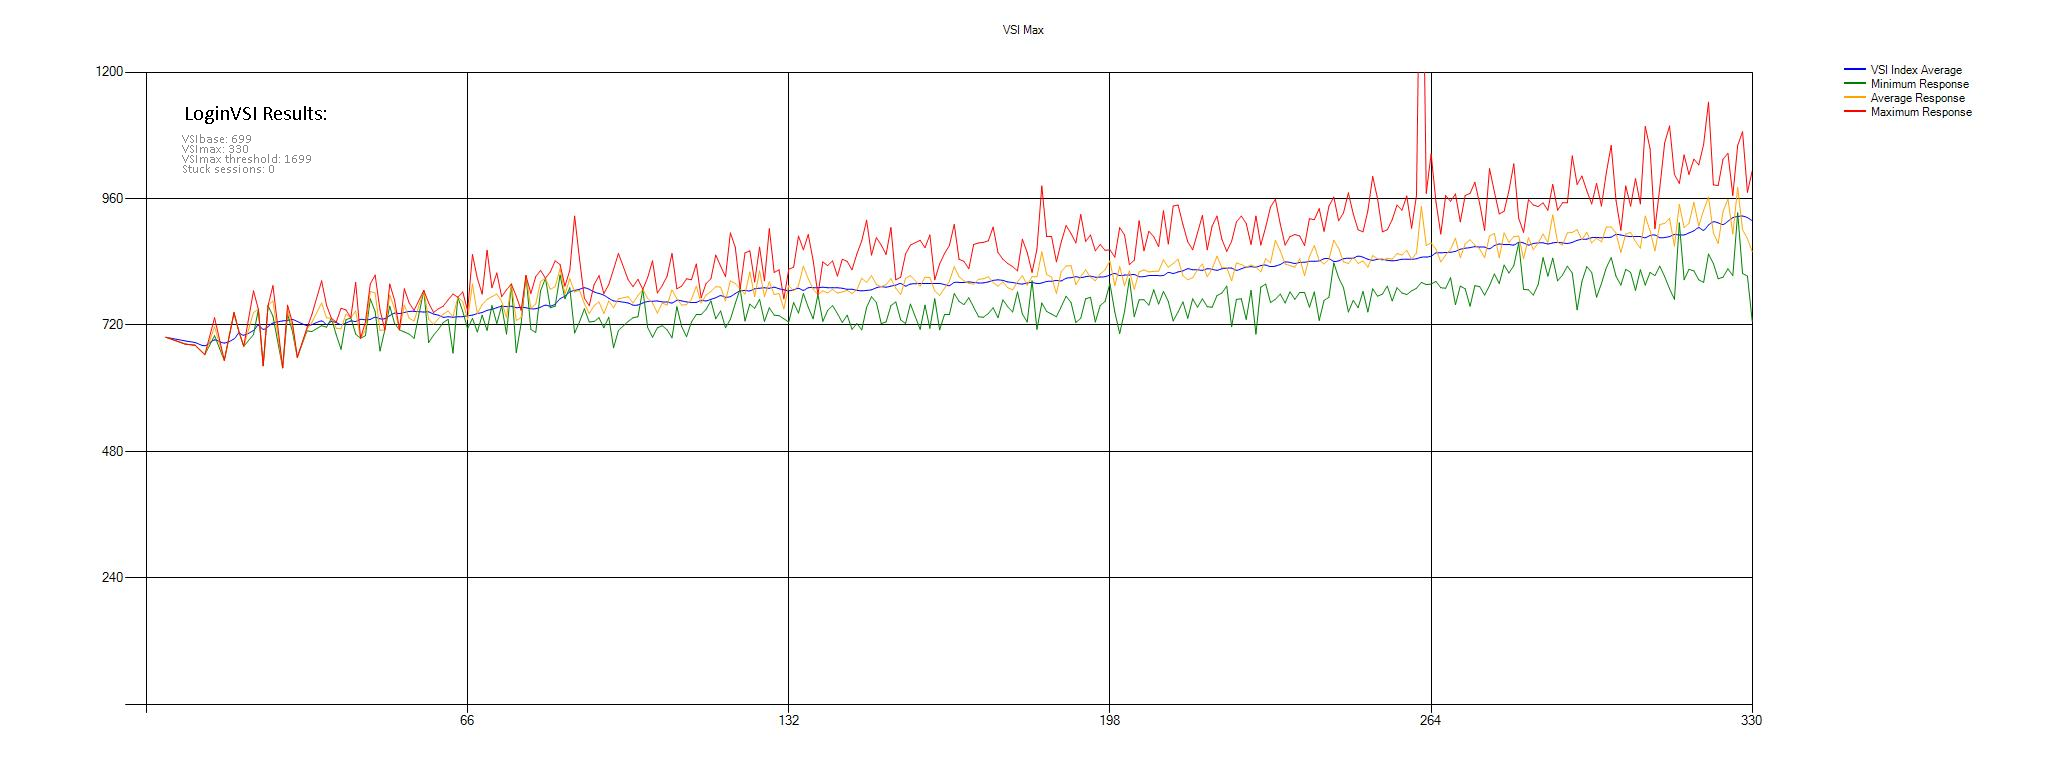 VSI Max
1200
960
720
480
240
LoginVSI Results:
VSIbase: 699
VSImax: 330
VSImax threshold: 1699
Stuck sessions: 0
VSI Index Average
Minimum Response
Average Response
Maximum Response
66
132
198
264
330